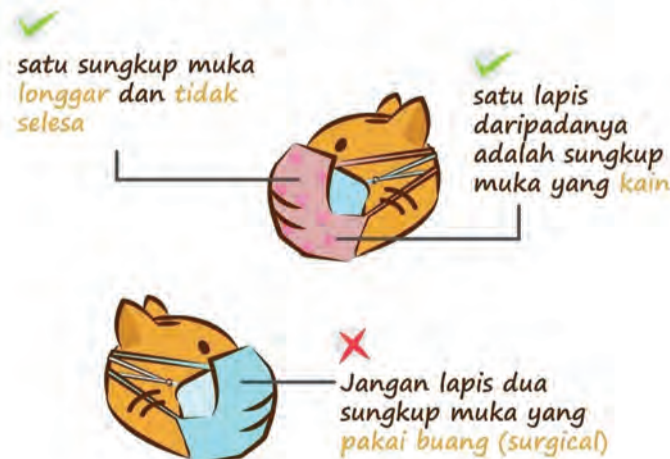 satu sungkup muka
longgar dan tidak
selesa
satu lapis
daripadanya
adalah sungkup
muka yang kain
Jangan lapis dua
sungkup muka yang
pakai buang (surgical)